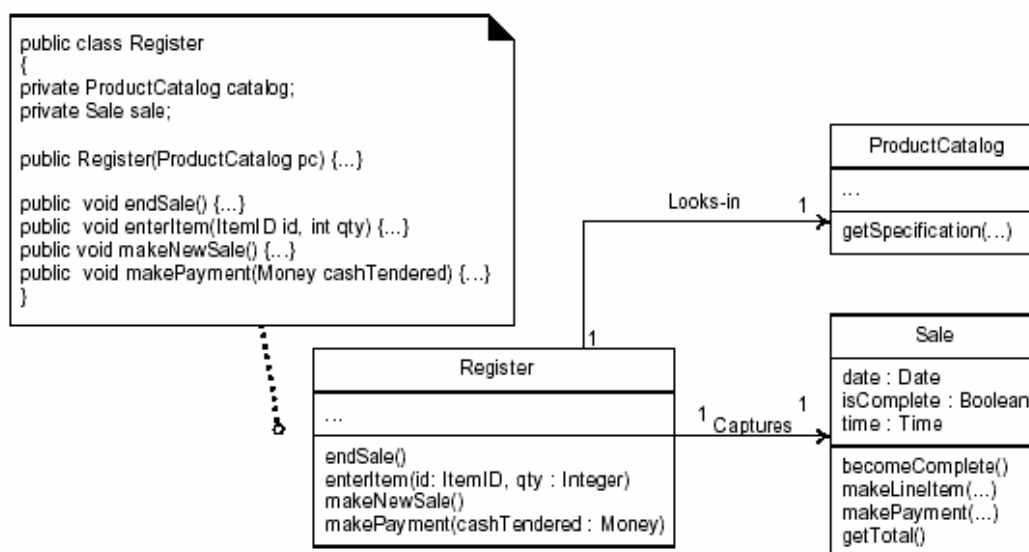 public class Register
{
private ProductCatalog catalog;
private Sale sale;
public Register(ProductCatalog pc) {...}
public void endSale() {...}
public void enterItem(ItemID id, int qty) {...}
public void makeNewSale() {...}
public void makePayment(Money cashTendered) {...}
}
ProductCatalog
...
getSpecification(...)
Looks-in
1
1
Register
...
endSale()
enterItem(id: ItemID, qty : Integer)
makeNewSale()
makePayment(cashTendered : Money)
1
Captures
1
Sale
date : Date
isComplete : Boolean
time : Time
becomeComplete()
makeLineItem(...)
makePayment(...)
getTotal()